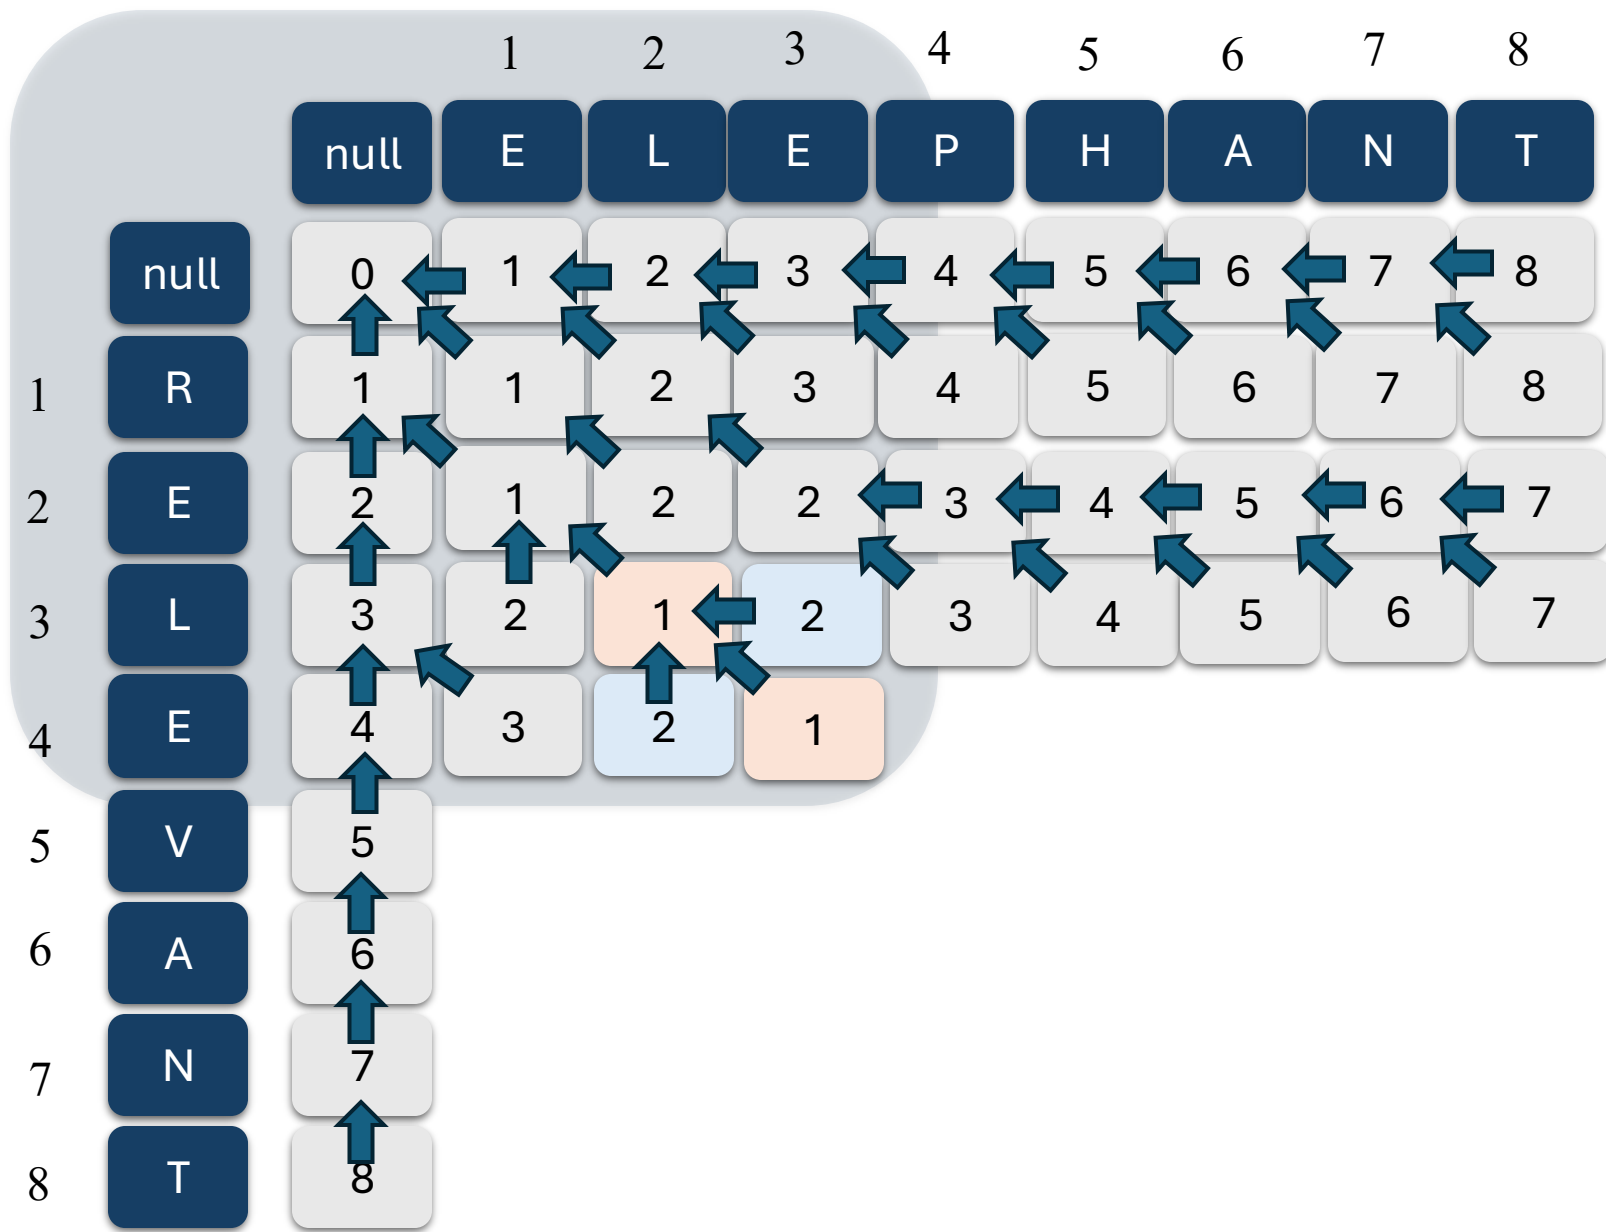 1 2 3 4 5 6 7 8
null E L E P H A N T
null 0 1 2 3 4 5 6 7 8
1 R 1 1 2 3 4 5 6 7 8
2 E 2 1 2 2 3 4 5 6 7
3 L 3 2 1 2 3 4 5 6 7
4 E 4 3 2 1
5 V 5
6 A 6
7 N 7
8 T 8